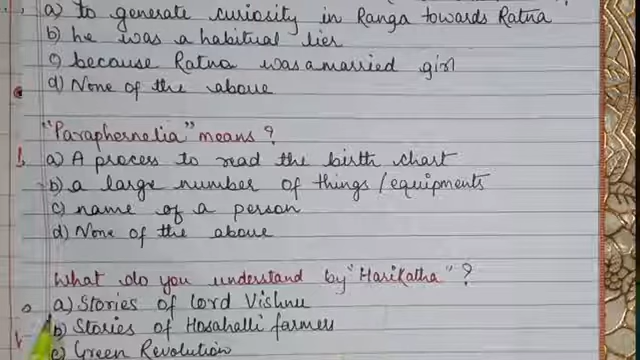 a) to generate curiosity in Ranga towards Ratna
b) he was a habitual lier
c) because Ratna was a married girl
d) None of the above
"Paraphernelia" means?
a) A process to read the birth chart
b) a large number of things / equipments
c) name of a person
d) None of the above
What do you understand by "Harikatha"?
a) Stories of lord Vishnu
b) Stories of Hosahalli farmers
c) Green Revolution